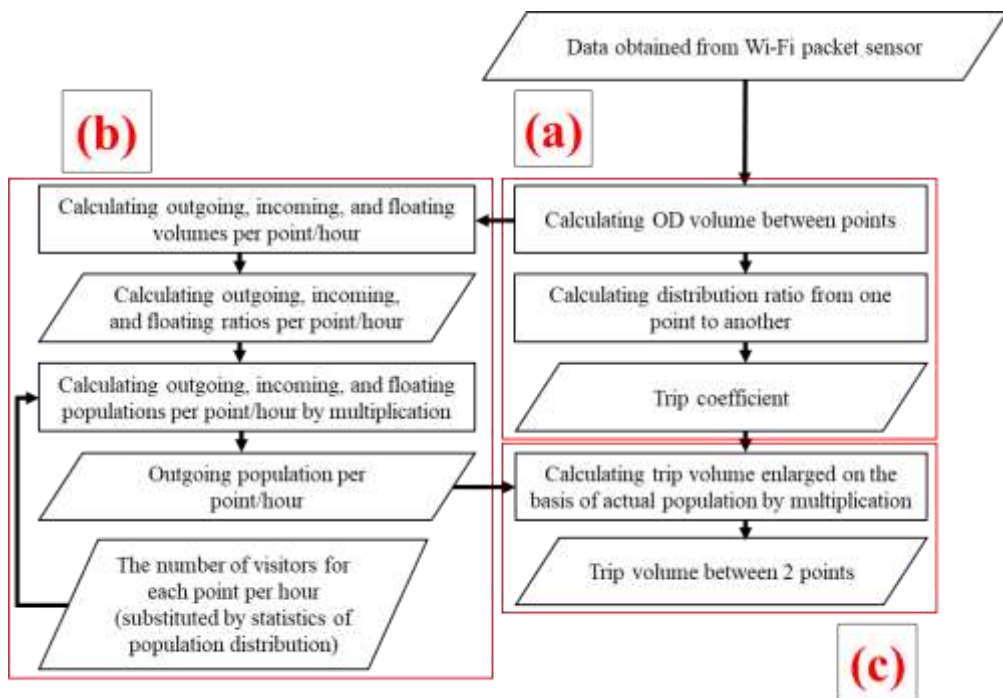 Data obtained from Wi-Fi packet sensor
(b)
(a)
Calculating outgoing, incoming, and floating
volumes per point/hour
Calculating outgoing, incoming,
and floating ratios per point/hour
Calculating outgoing, incoming, and floating
populations per point/hour by multiplication
Outgoing population per
point/hour
The number of visitors for
each point per hour
(substituted by statistics of
population distribution)
Calculating OD volume between points
Calculating distribution ratio from one
point to another
Trip coefficient
Calculating trip volume enlarged on the
basis of actual population by multiplication
Trip volume between 2 points
(c)